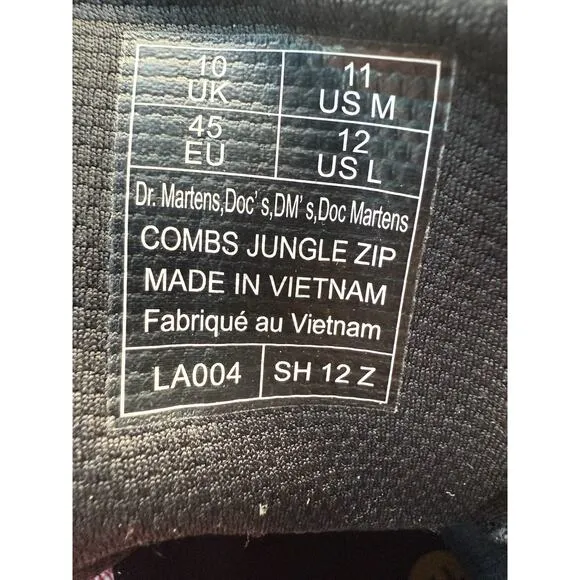 10 11
UK US M
45 12
EU US L
Dr. Martens,Doc's,DM's,Doc Martens
COMBS JUNGLE ZIP
MADE IN VIETNAM
Fabriqué au Vietnam
LA004 SH 12 Z